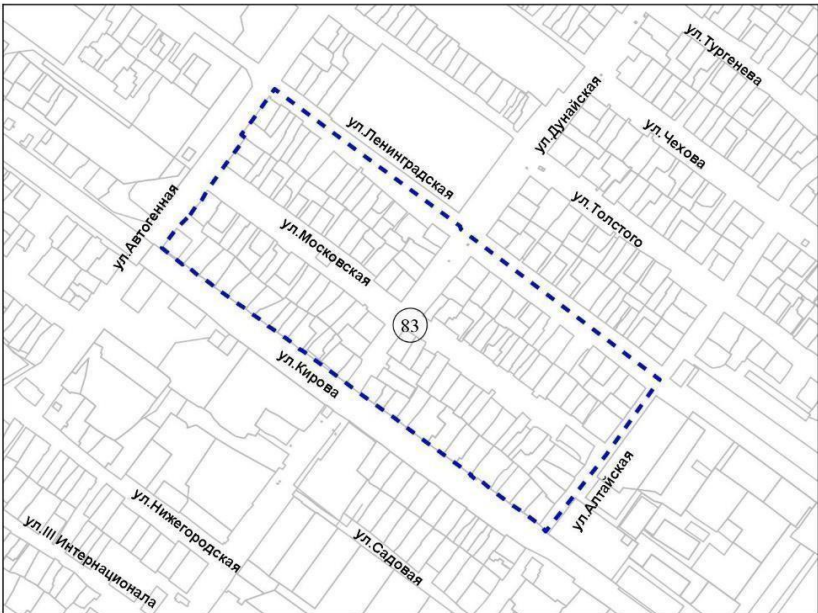 ул.Тургенева
ул.Дунайская
ул.Чехова
ул.Ленинградская
ул.Толстого
ул.Автогенная
ул.Московская
83
ул.Кирова
ул.Алтайская
ул.Нижегородская
ул.III Интернационала
ул.Садовая